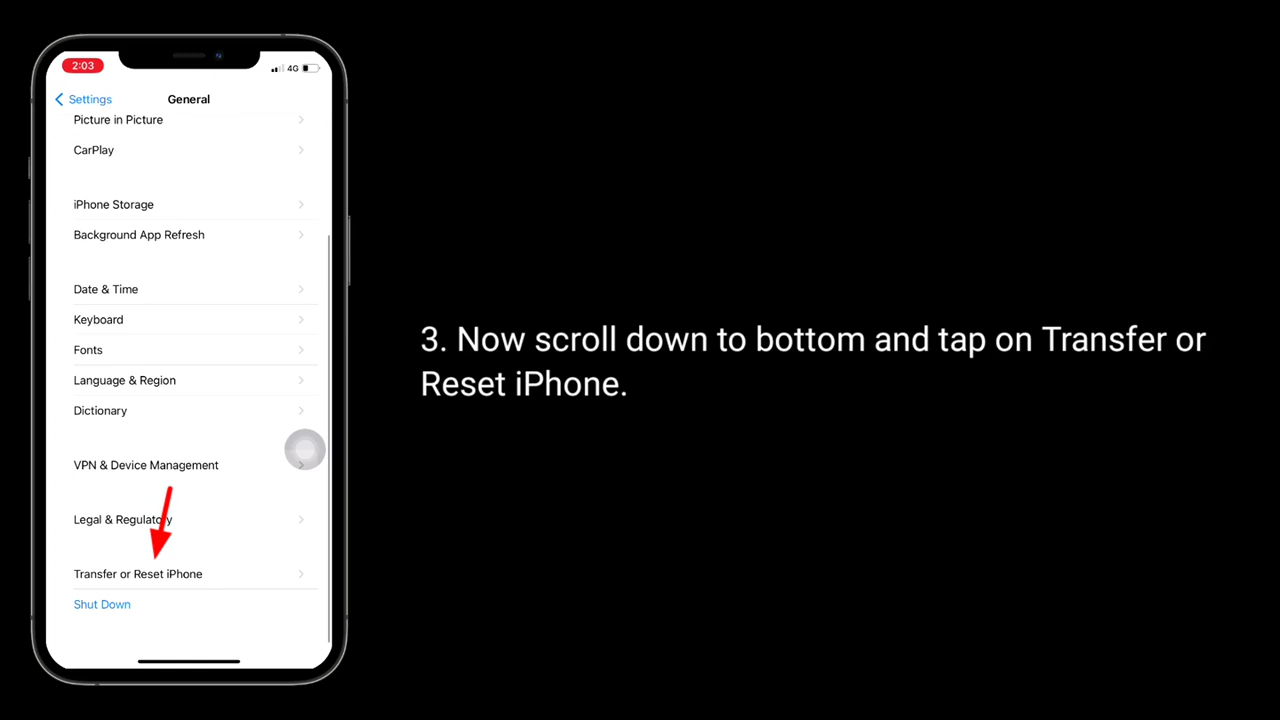 2:03
4G
Settings
General
Picture in Picture
CarPlay
iPhone Storage
Background App Refresh
Date & Time
Keyboard
Fonts
Language & Region
Dictionary
VPN & Device Management
Legal & Regulatory
Transfer or Reset iPhone
Shut Down
3. Now scroll down to bottom and tap on Transfer or
Reset iPhone.